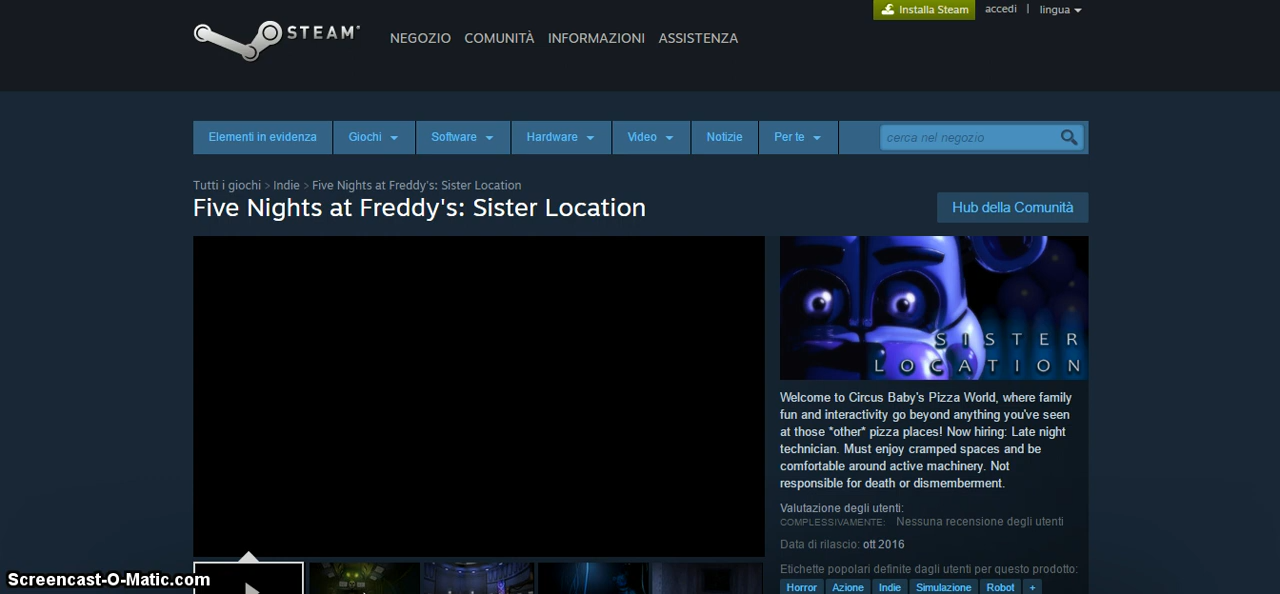 Installa Steam accedi | lingua
STEAM®
NEGOZIO COMUNITÀ INFORMAZIONI ASSISTENZA
Elementi in evidenza Giochi Software Hardware Video Notizie Per te cerca nel negozio
Tutti i giochi > Indie > Five Nights at Freddy's: Sister Location
Five Nights at Freddy's: Sister Location
Hub della Comunità
SISTER
LOCATION
Welcome to Circus Baby's Pizza World, where family
fun and interactivity go beyond anything you've seen
at those *other* pizza places! Now hiring: Late night
technician. Must enjoy cramped spaces and be
comfortable around active machinery. Not
responsible for death or dismemberment.
Valutazione degli utenti:
COMPLESSIVAMENTE: Nessuna recensione degli utenti
Data di rilascio: ott 2016
Etichette popolari definite dagli utenti per questo prodotto:
Horror Azione Indie Simulazione Robot +
Screencast-O-Matic.com